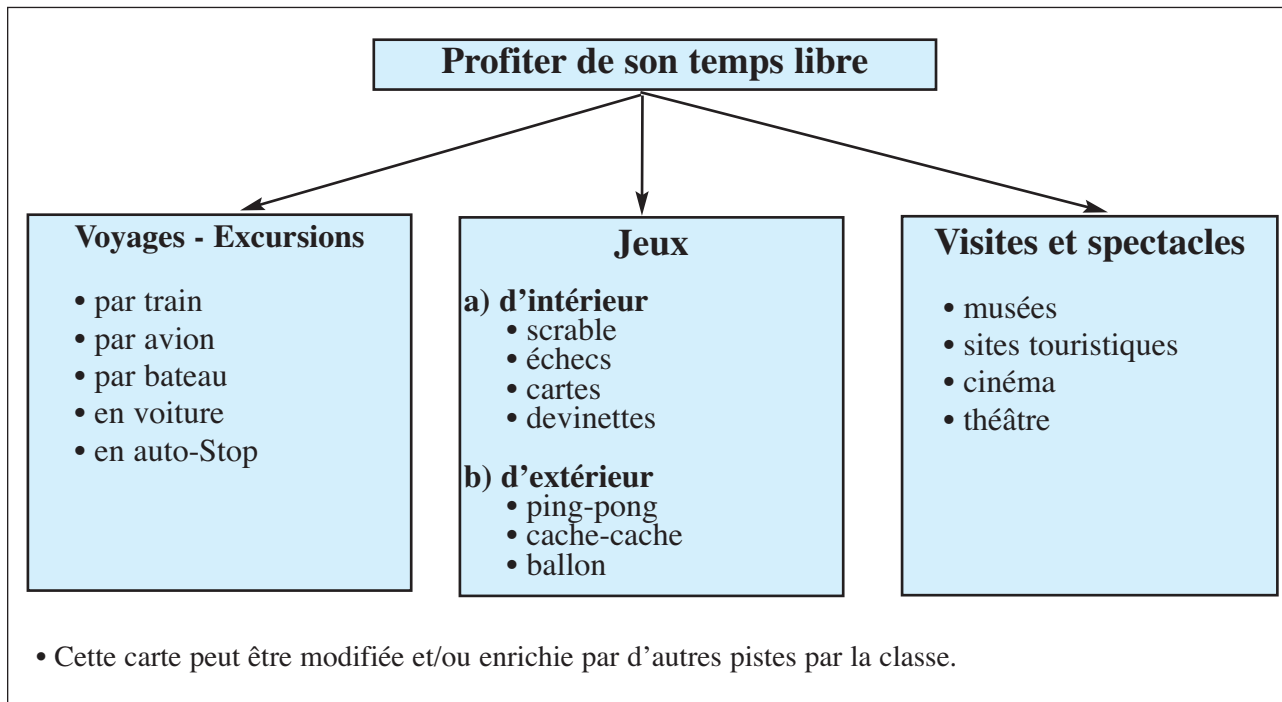 Profiter de son temps libre
Voyages - Excursions
• par train
• par avion
• par bateau
• en voiture
• en auto-Stop
Jeux
a) d’intérieur
• scrable
• échecs
• cartes
• devinettes
b) d’extérieur
• ping-pong
• cache-cache
• ballon
Visites et spectacles
• musées
• sites touristiques
• cinéma
• théâtre
• Cette carte peut être modifiée et/ou enrichie par d’autres pistes par la classe.